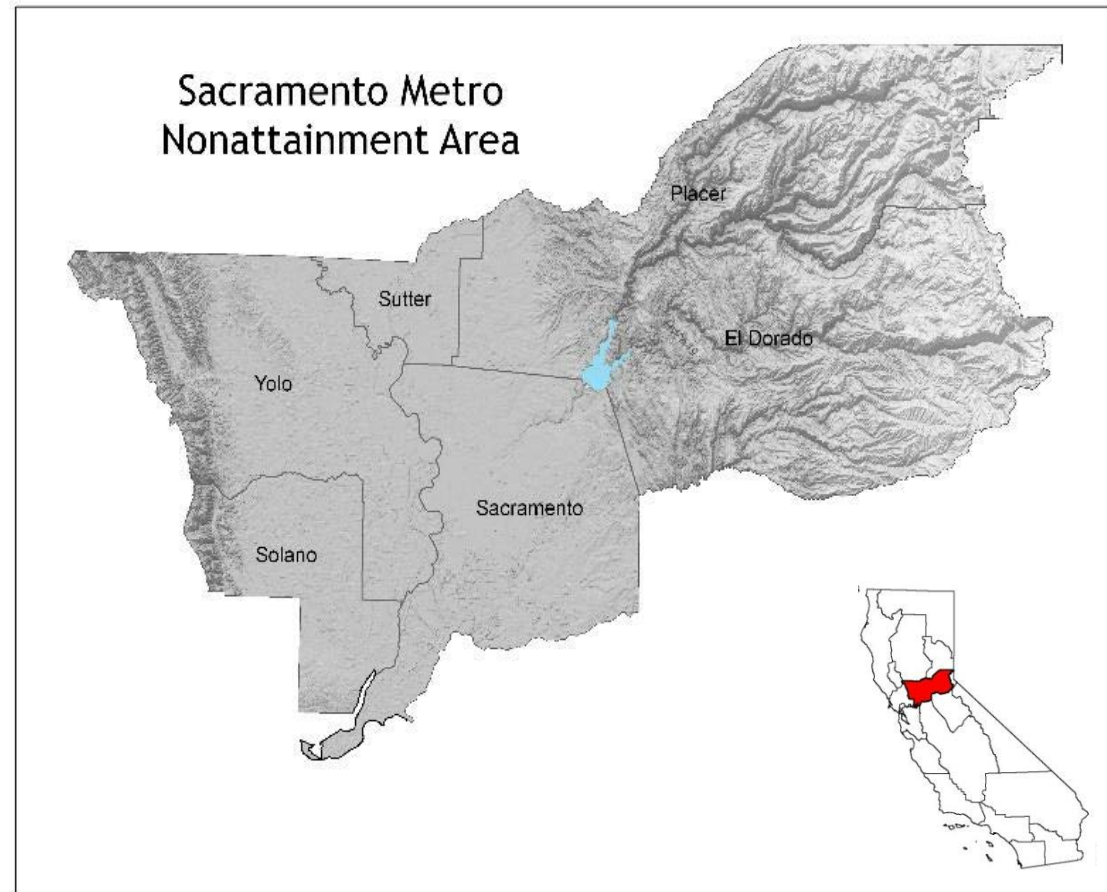 Sacramento Metro
Nonattainment Area
Placer
Sutter
El Dorado
Yolo
Sacramento
Solano